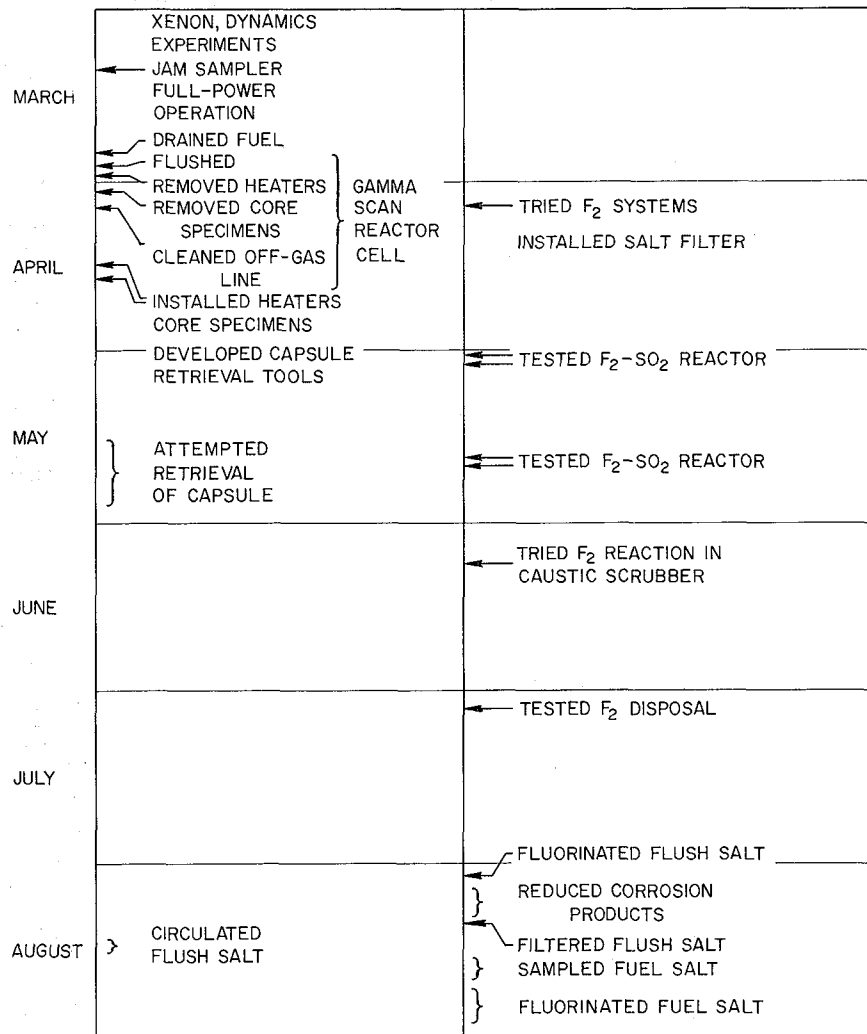 XENON, DYNAMICS
EXPERIMENTS
JAM SAMPLER
FULL-POWER
OPERATION
MARCH
DRAINED FUEL
FLUSHED
REMOVED HEATERS
REMOVED CORE
SPECIMENS
CLEANED OFF-GAS
LINE
GAMMA
SCAN
REACTOR
CELL
INSTALLED HEATERS
CORE SPECIMENS
APRIL
TRIED F₂ SYSTEMS
INSTALLED SALT FILTER
DEVELOPED CAPSULE
RETRIEVAL TOOLS
TESTED F₂-SO₂ REACTOR
MAY
ATTEMPTED
RETRIEVAL
OF CAPSULE
TESTED F₂-SO₂ REACTOR
JUNE
TRIED F₂ REACTION IN
CAUSTIC SCRUBBER
JULY
TESTED F₂ DISPOSAL
FLUORINATED FLUSH SALT
REDUCED CORROSION
PRODUCTS
AUGUST
CIRCULATED
FLUSH SALT
FILTERED FLUSH SALT
SAMPLED FUEL SALT
FLUORINATED FUEL SALT